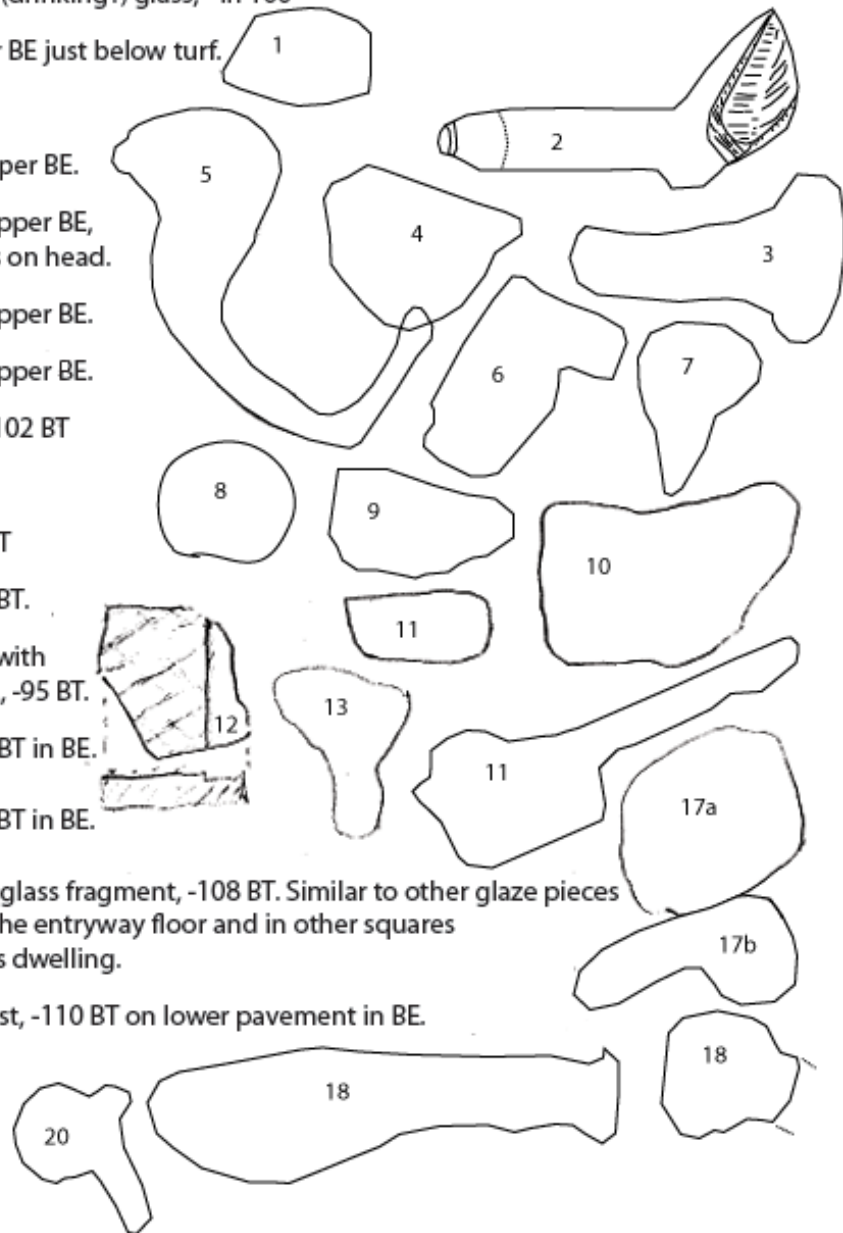 (drinking?) glass, - in 100
BE just below turf.
1
2
per BE.
5
pper BE,
4
s on head.
3
pper BE.
7
pper BE.
6
102 BT
8
9
T
10
BT.
11
with
, -95 BT.
13
12
BT in BE.
11
17a
BT in BE.
glass fragment, -108 BT. Similar to other glaze pieces
he entryway floor and in other squares
17b
s dwelling.
st, -110 BT on lower pavement in BE.
18
18
20